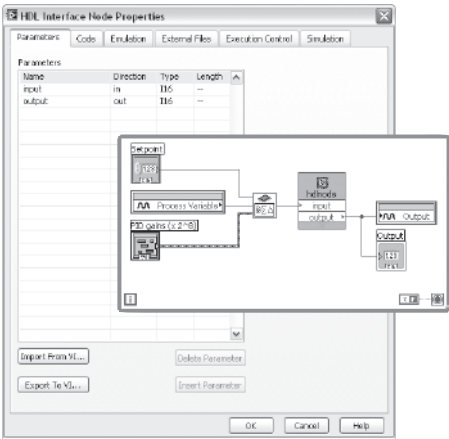 HDL Interface Node Properties
Parameters Code Emulation External Files Execution Control Simulation
Parameters
Name Direction Type Length
input in I16 --
output out I16 --
Setpoint
Process Variable
PID gains (x 2^8)
hdlnode
input
output
Output
Output
Import From VI...
Delete Parameter
Export To VI...
Insert Parameter
OK Cancel Help